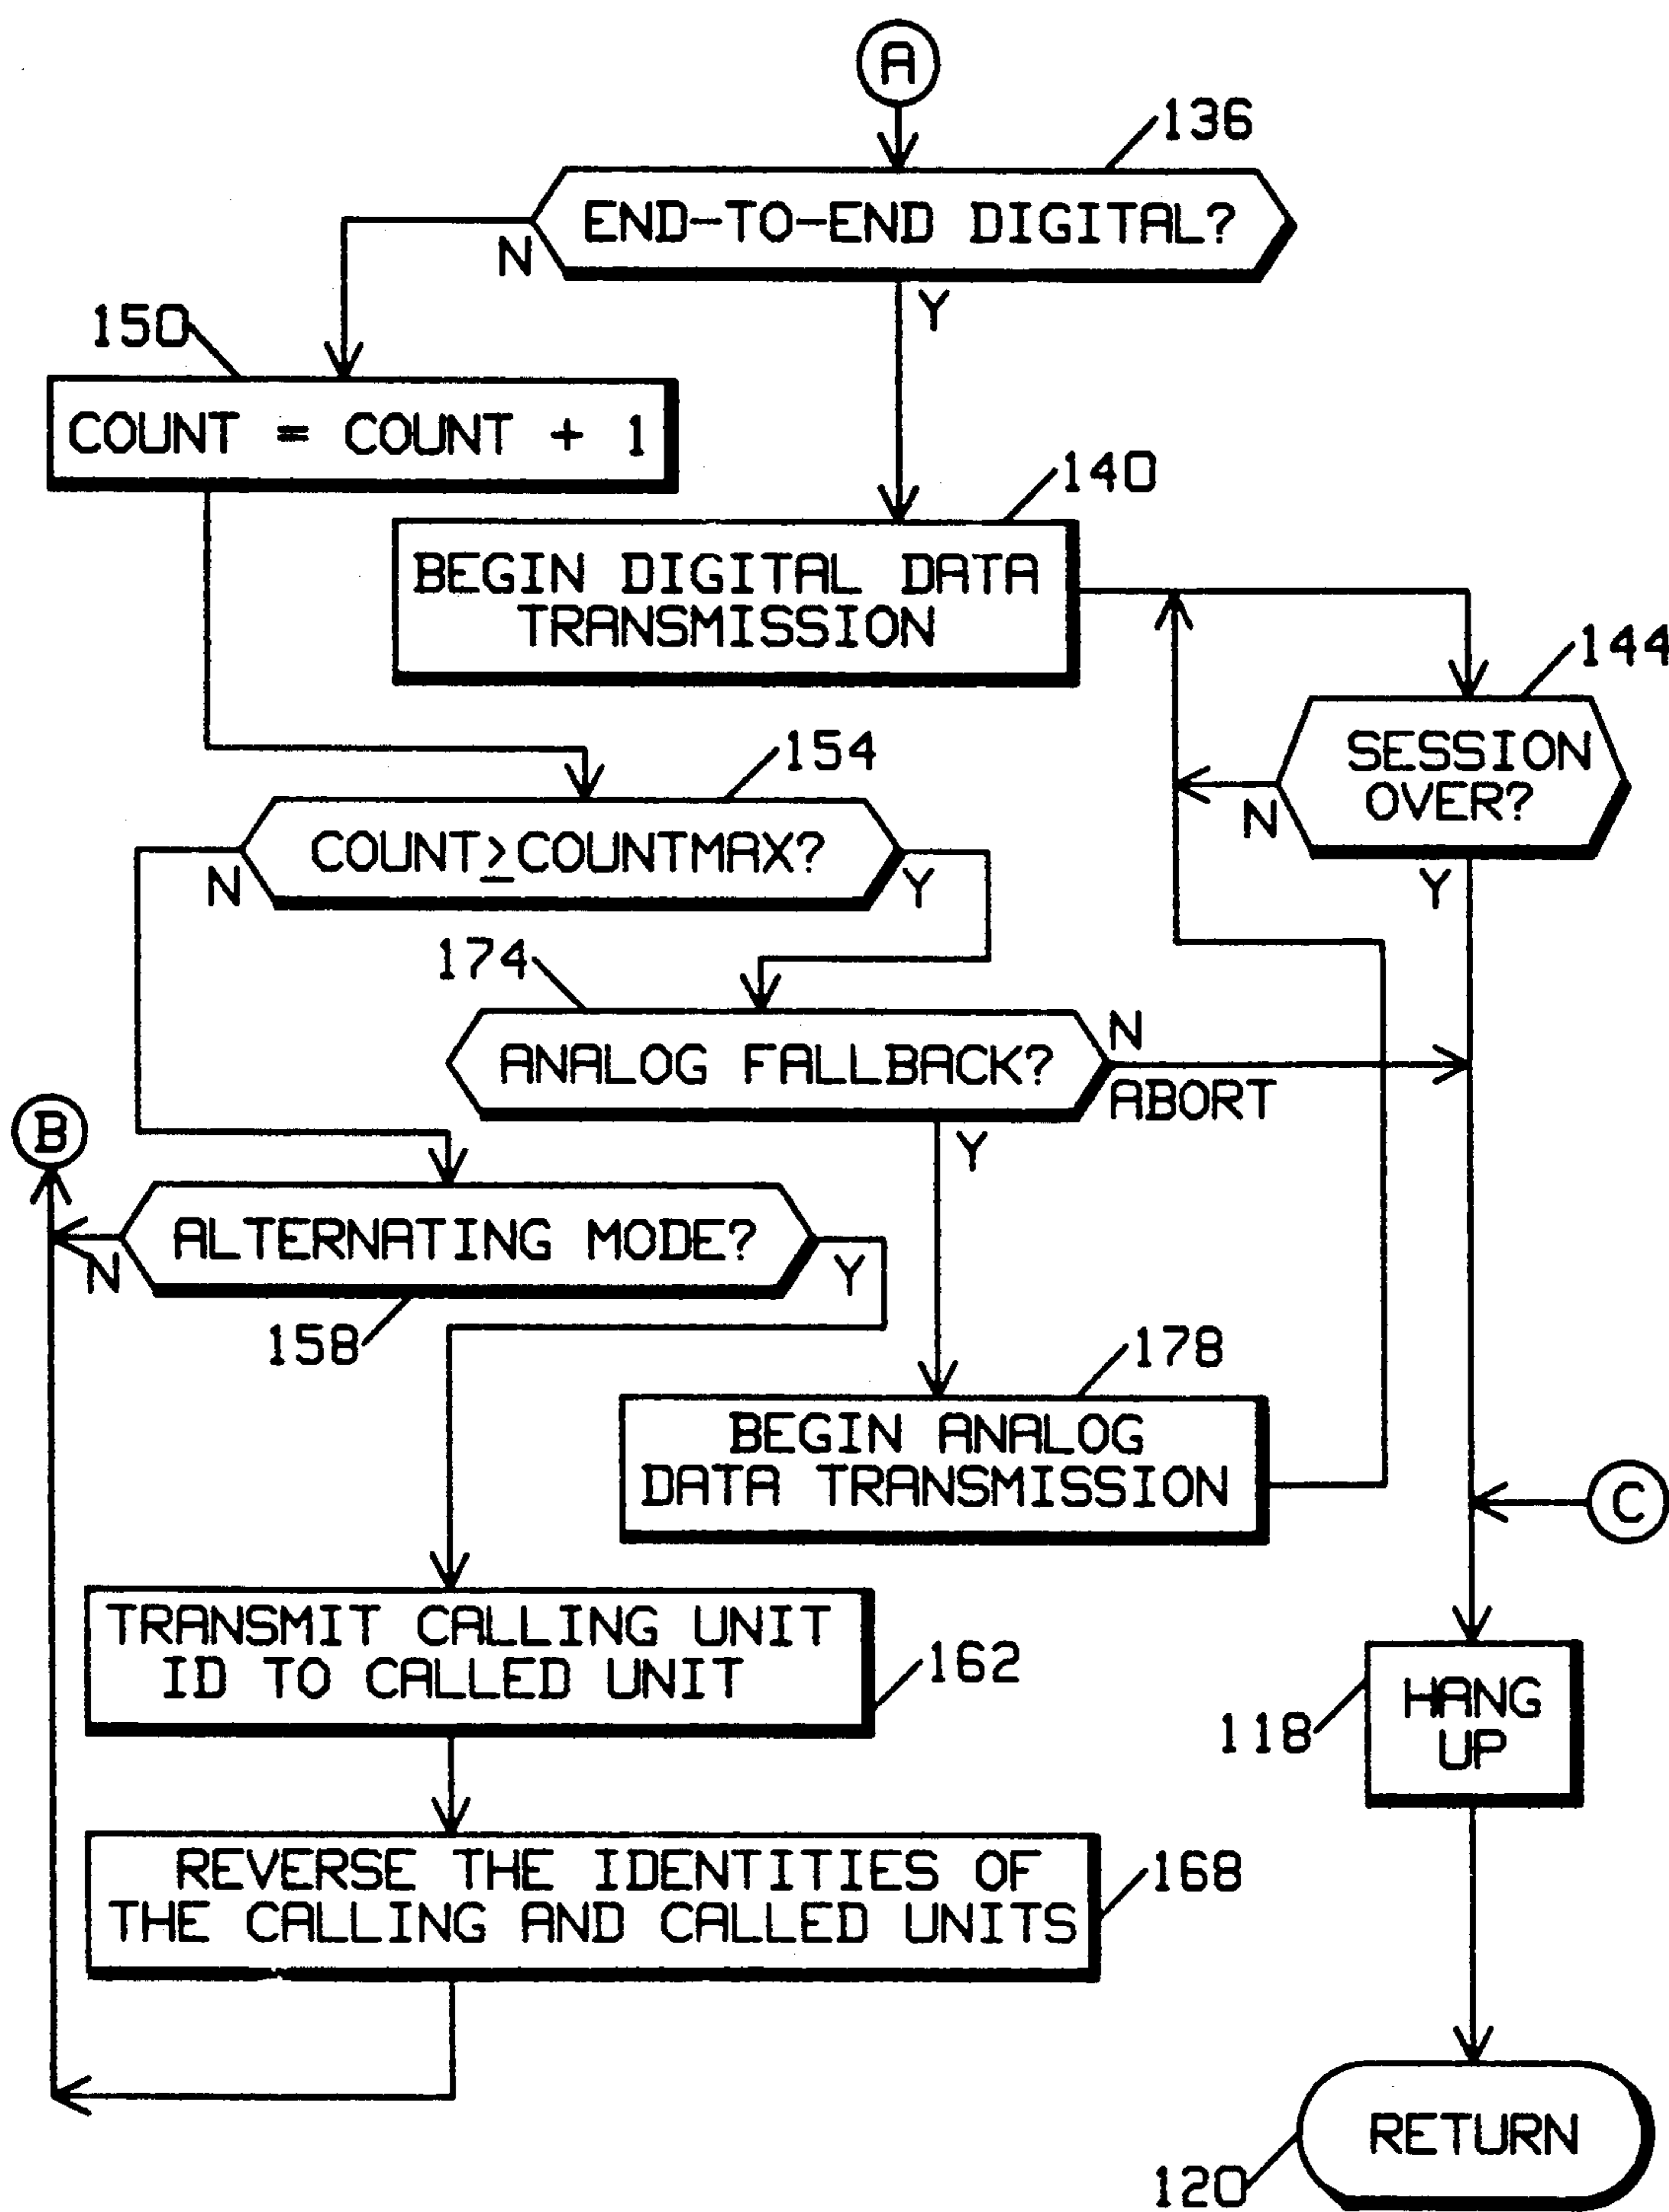 A
136
END-TO-END DIGITAL?
N
Y
150
COUNT = COUNT + 1
140
BEGIN DIGITAL DATA
TRANSMISSION
144
SESSION
OVER?
N
Y
154
COUNT≥COUNTMAX?
N
Y
174
ANALOG FALLBACK?
N
ABORT
Y
B
ALTERNATING MODE?
N
Y
158
178
BEGIN ANALOG
DATA TRANSMISSION
C
TRANSMIT CALLING UNIT
ID TO CALLED UNIT
162
HANG
UP
118
REVERSE THE IDENTITIES OF
THE CALLING AND CALLED UNITS
168
RETURN
120